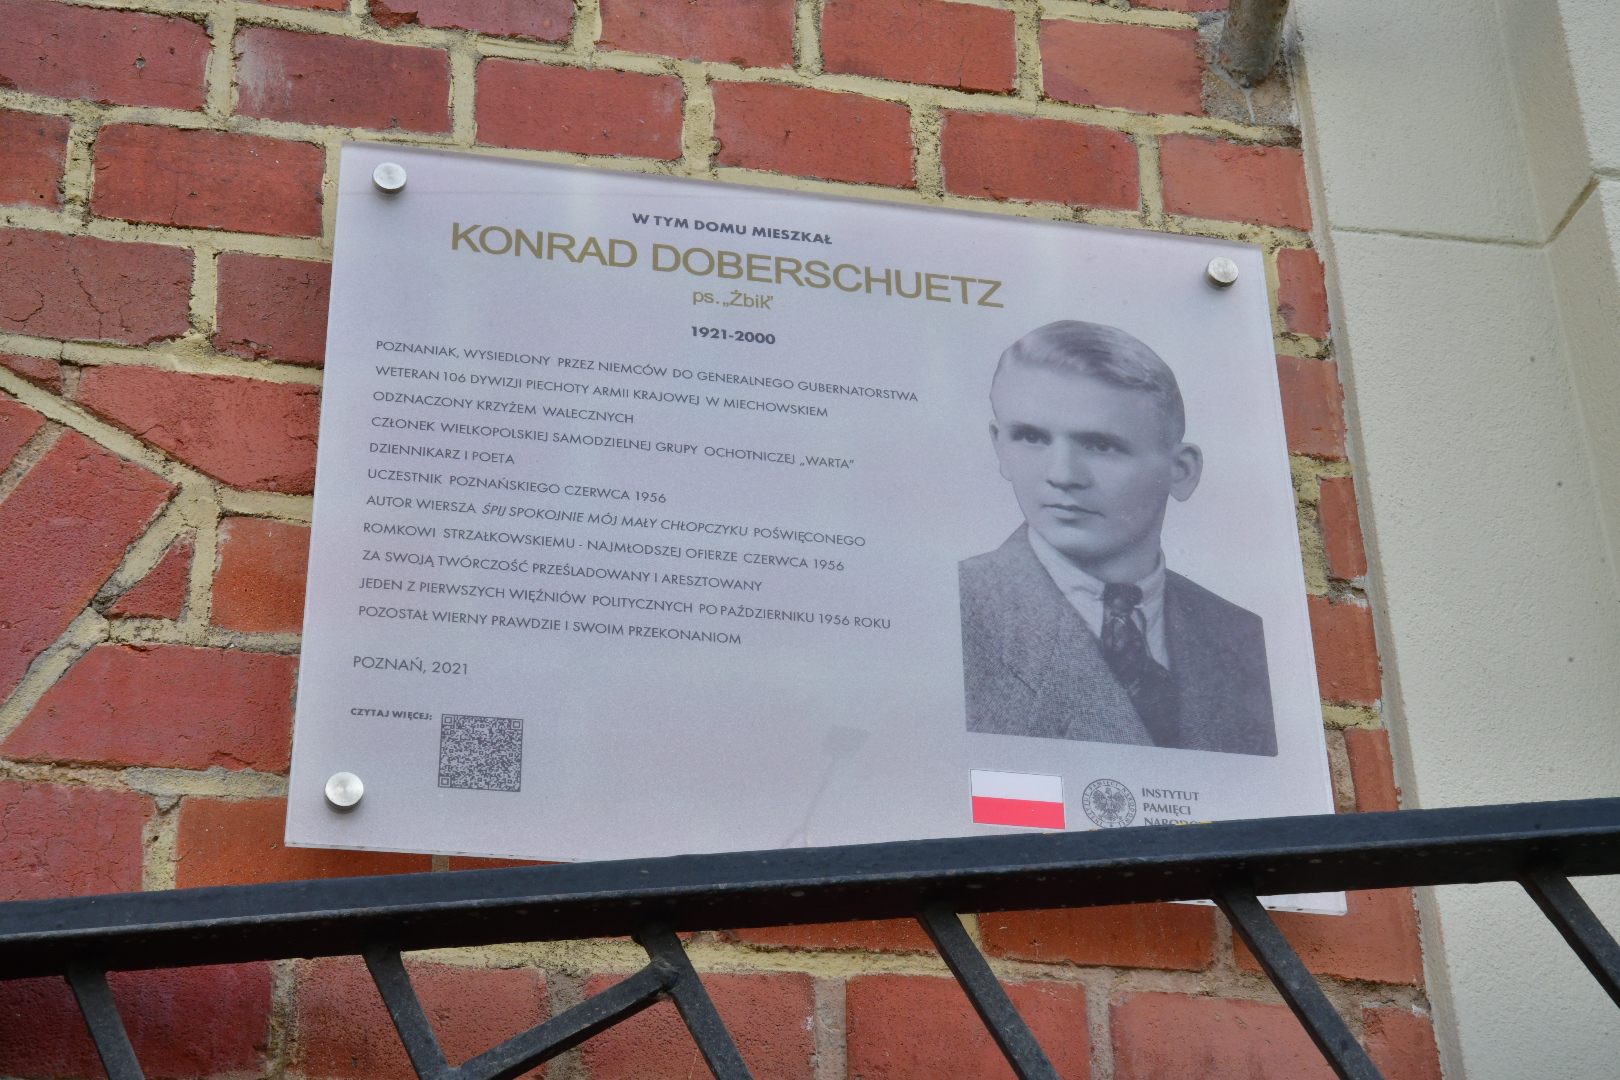 W TYM DOMU MIESZKAŁ
KONRAD DOBERSCHUETZ
ps. „Żbik"
1921-2000
POZNANIAK, WYSIEDLONY PRZEZ NIEMCÓW DO GENERALNEGO GUBERNATORSTWA
WETERAN 106 DYWIZJI PIECHOTY ARMII KRAJOWEJ W MIECHOWSKIEM
ODZNACZONY KRZYŻEM WALECZNYCH
CZŁONEK WIELKOPOLSKIEJ SAMODZIELNEJ GRUPY OCHOTNICZEJ „WARTA"
DZIENNIKARZ I POETA
UCZESTNIK POZNAŃSKIEGO CZERWCA 1956
AUTOR WIERSZA ŚPIJ SPOKOJNIE MÓJ MAŁY CHŁOPCZYKU POŚWIĘCONEGO
ROMKOWI STRZAŁKOWSKIEMU - NAJMŁODSZEJ OFIERZE CZERWCA 1956
ZA SWOJĄ TWÓRCZOŚĆ PRZEŚLADOWANY I ARESZTOWANY
JEDEN Z PIERWSZYCH WIĘŹNIÓW POLITYCZNYCH PO PAŹDZIERNIKU 1956 ROKU
POZOSTAŁ WIERNY PRAWDZIE I SWOIM PRZEKONANIOM
POZNAŃ, 2021
CZYTAJ WIĘCEJ:
INSTYTUT
PAMIĘCI